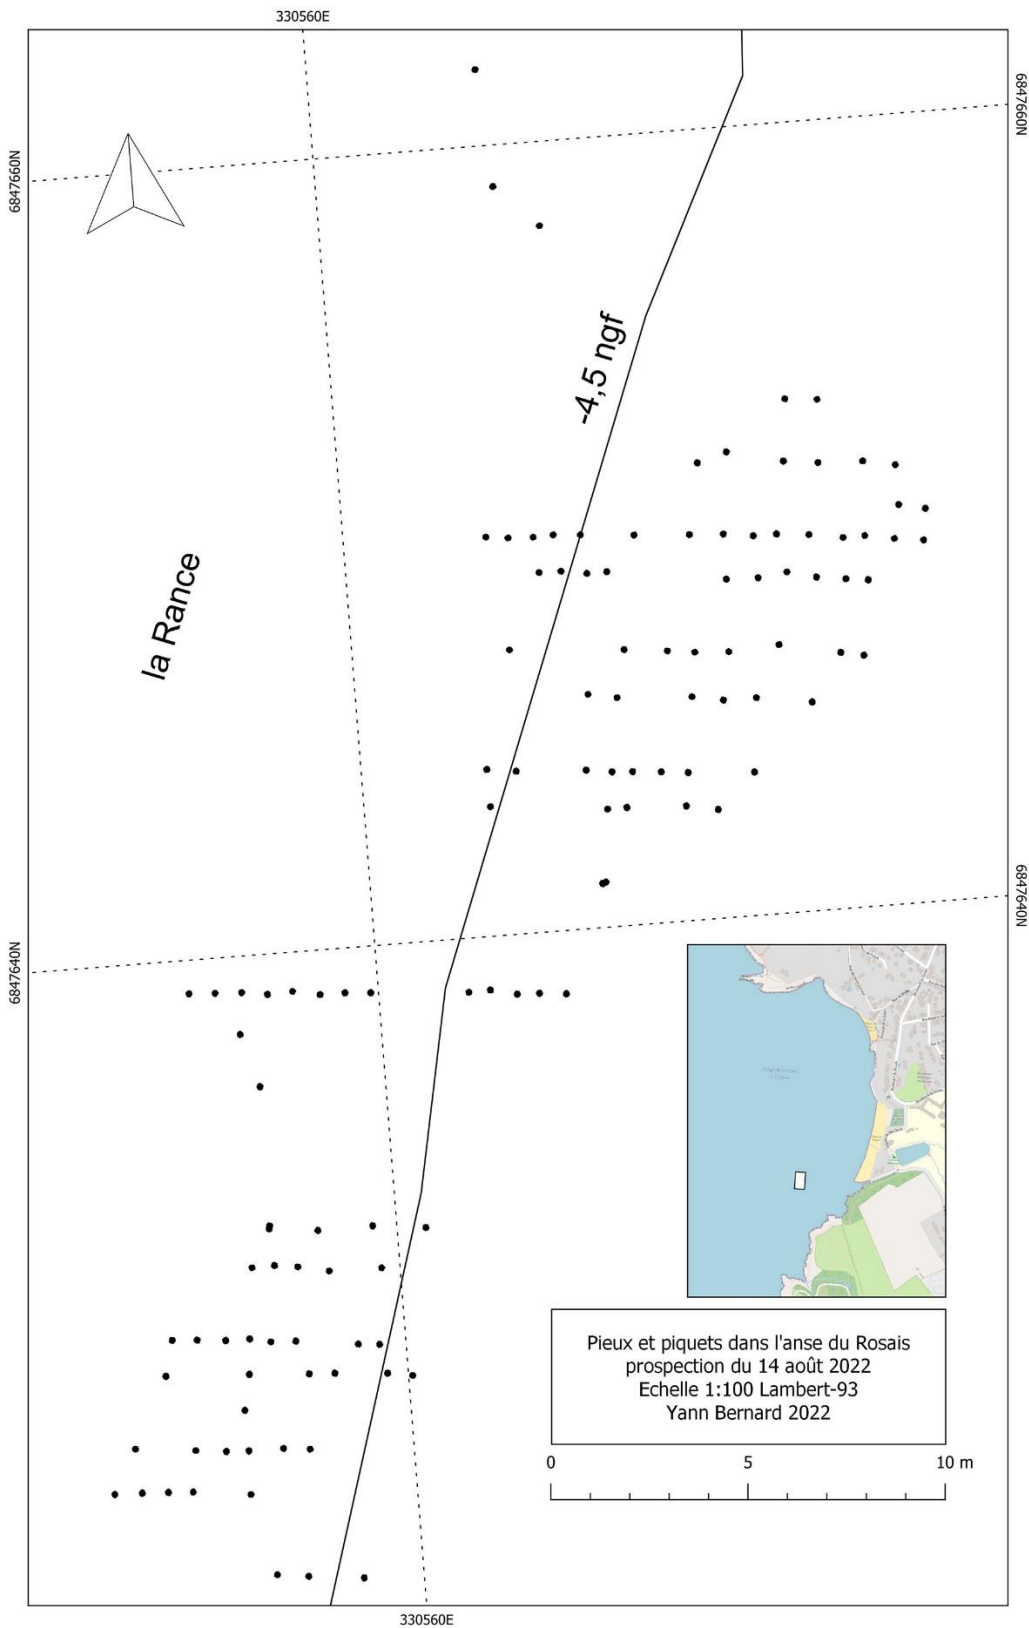 330560E
6847660N
6847660N
-4,5 ngf
la Rance
6847640N
6847640N
Pieux et piquets dans l'anse du Rosais
prospection du 14 août 2022
Echelle 1:100 Lambert-93
Yann Bernard 2022
0 5 10 m
330560E